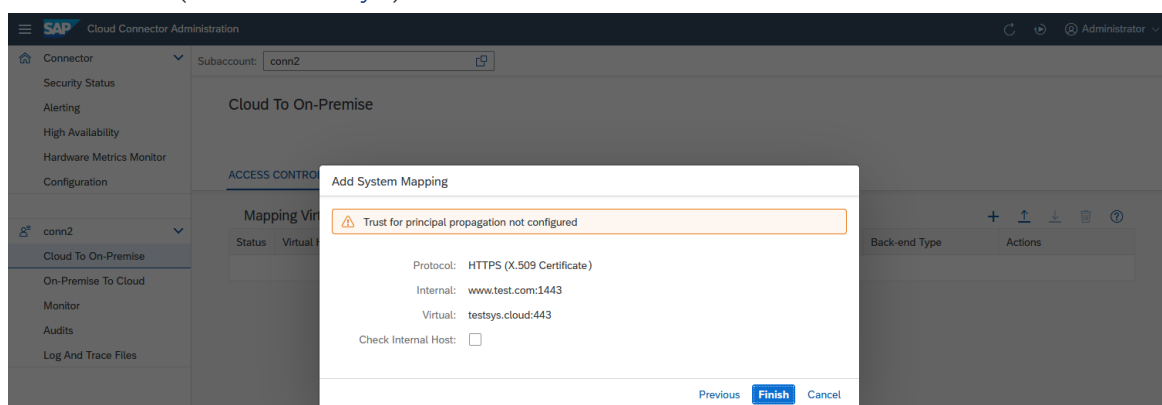 SAP Cloud Connector Administration
Administrator
Connector
Subaccount: conn2
Security Status
Alerting
Cloud To On-Premise
High Availability
Hardware Metrics Monitor
Configuration
ACCESS CONTROL
Add System Mapping
Mapping
Trust for principal propagation not configured
conn2
Status Virtual
Back-end Type
Actions
Cloud To On-Premise
Protocol: HTTPS (X.509 Certificate)
On-Premise To Cloud
Internal: www.test.com:1443
Monitor
Virtual: testsys.cloud:443
Audits
Check Internal Host:
Log And Trace Files
Previous Finish Cancel